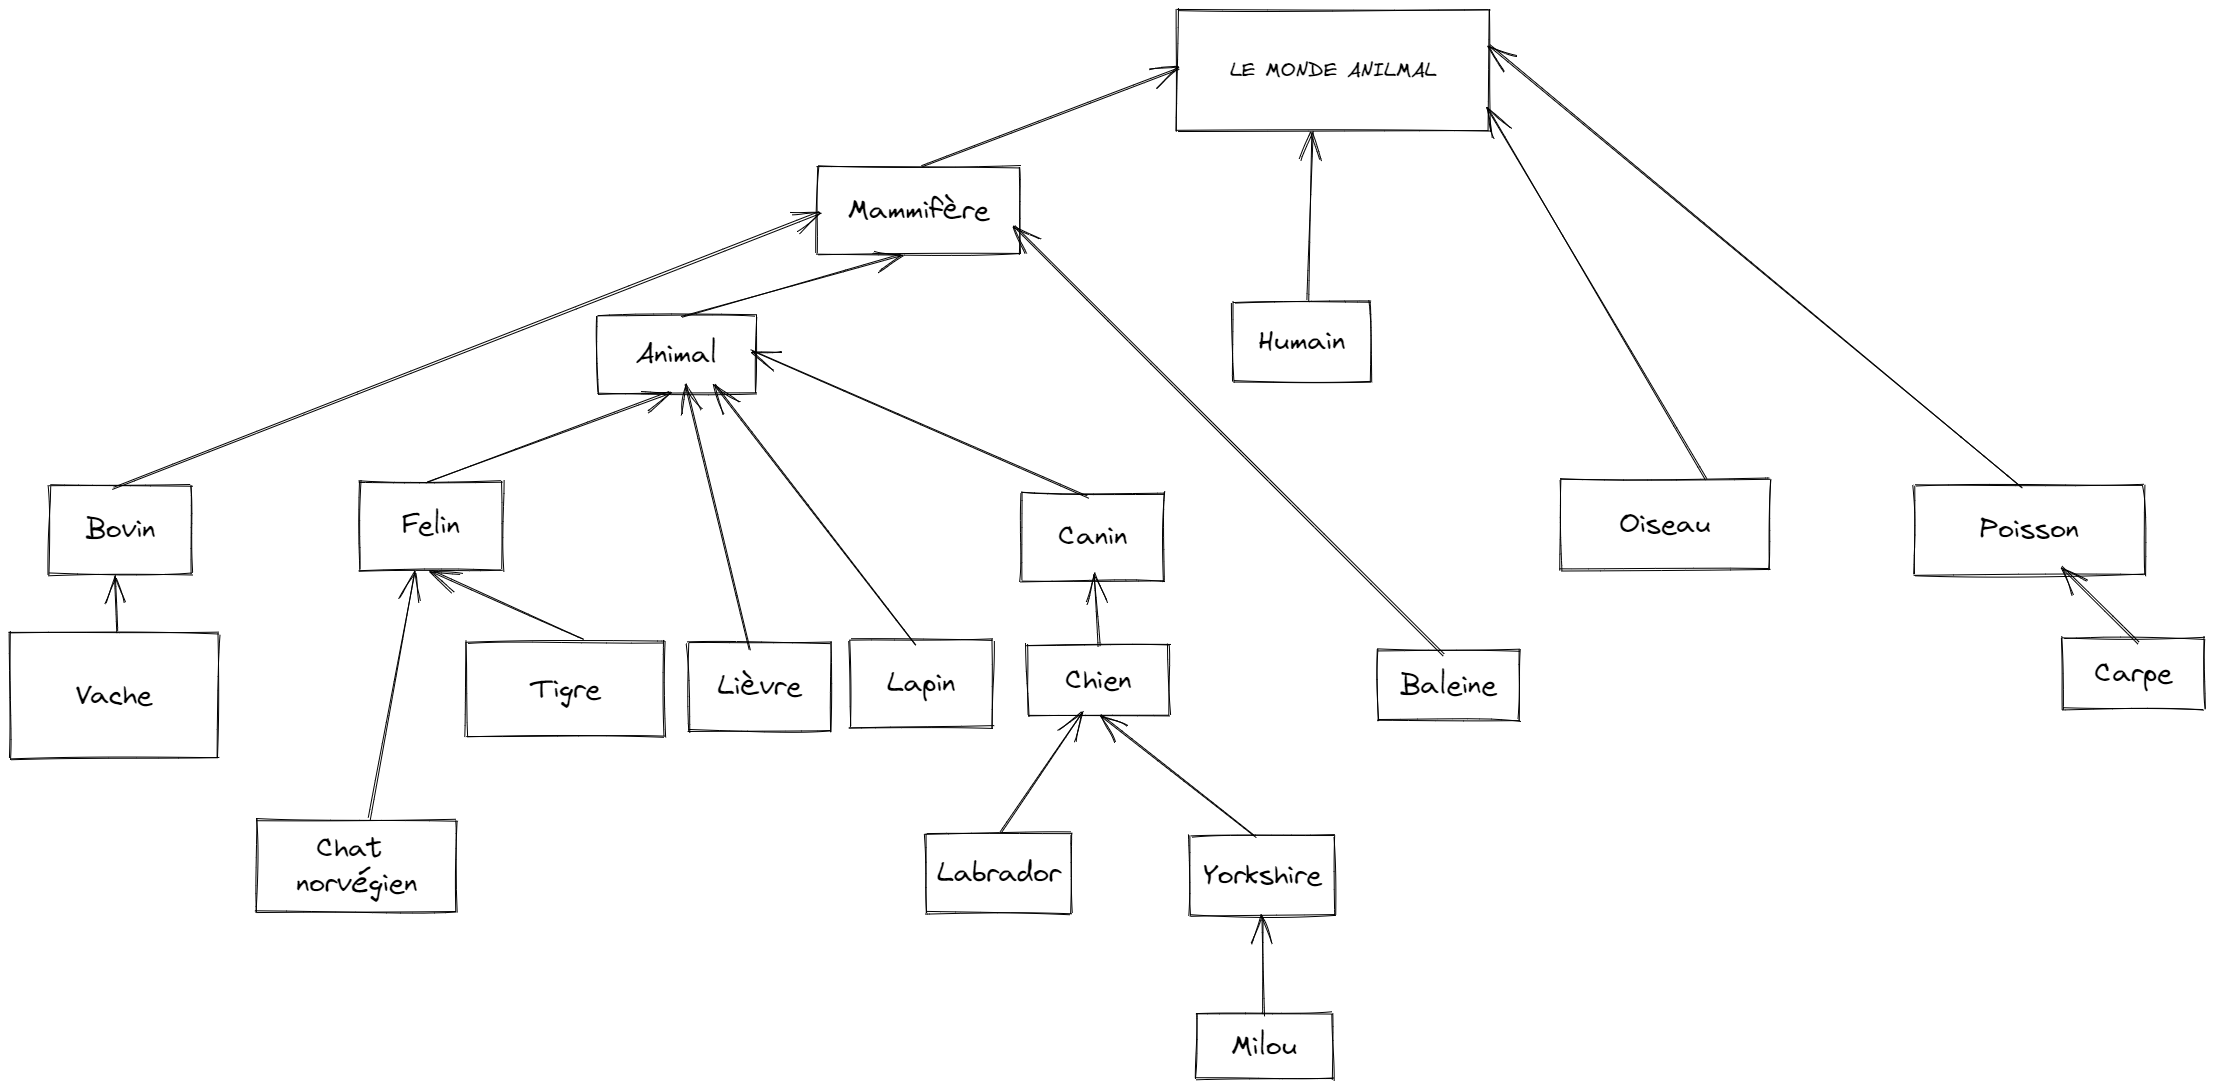 LE MONDE ANILMAL
Mammifère
Humain
Animal
Bovin
Felin
Canin
Oiseau
Poisson
Vache
Tigre
Lièvre
Lapin
Chien
Baleine
Carpe
Chat
norvégien
Labrador
Yorkshire
Milou